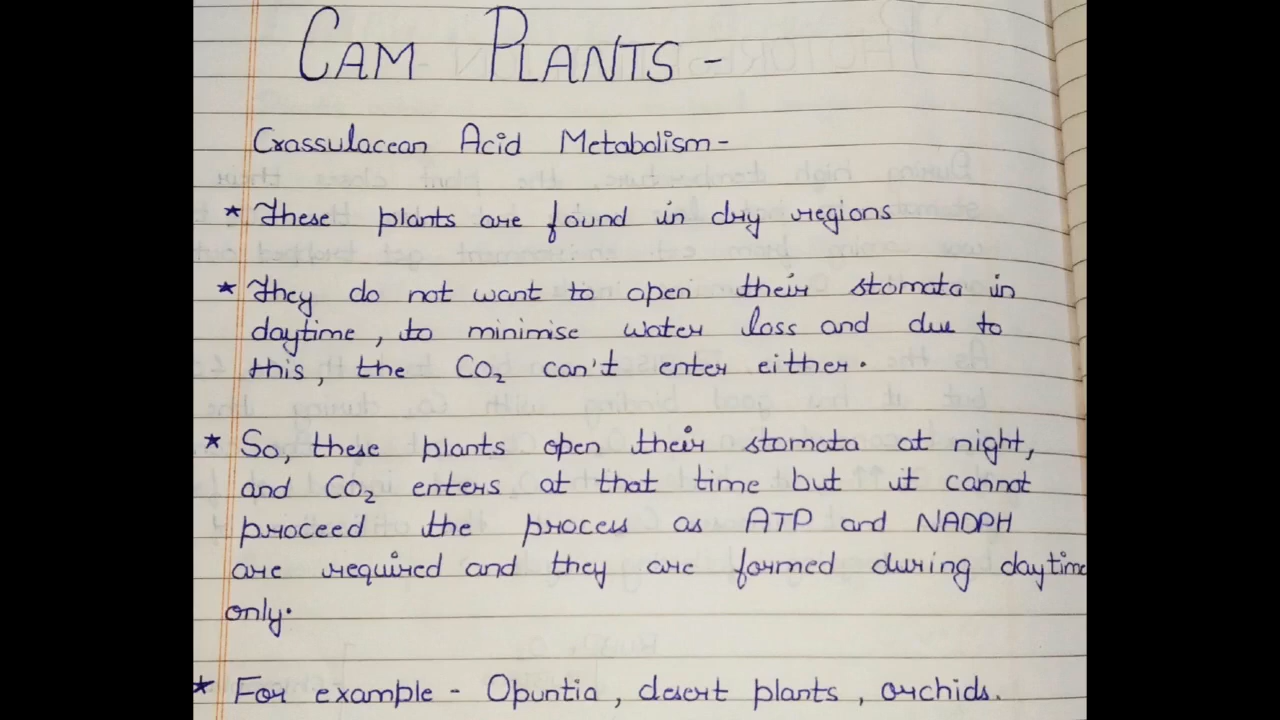 CAM PLANTS -
Crassulacean Acid Metabolism -
* These plants are found in dry regions
* They do not want to open their stomata in
daytime, to minimise water loss and due to
this, the CO₂ can't enter either.
* So, these plants open their stomata at night,
and CO₂ enters at that time but it cannot
proceed the process as ATP and NADPH
are required and they are formed during daytime
only.
* For example - Opuntia, desert plants, orchids.